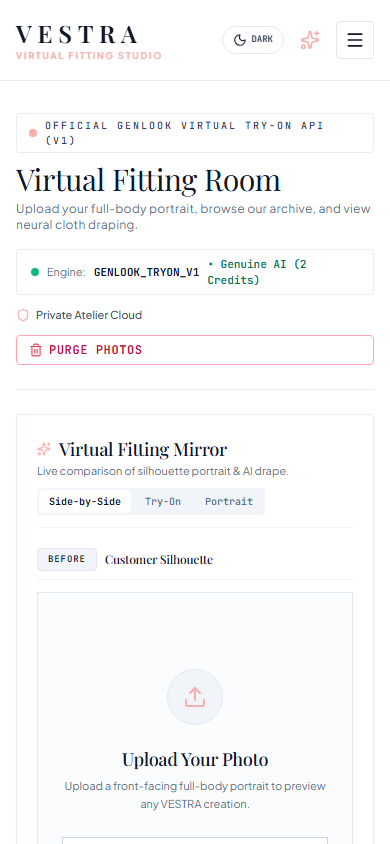 VESTRA
VIRTUAL FITTING STUDIO
DARK
OFFICIAL GENLOOK VIRTUAL TRY-ON API
(V1)
Virtual Fitting Room
Upload your full-body portrait, browse our archive, and view
neural cloth draping.
Engine: GENLOOK_TRYON_V1 • Genuine AI (2
Credits)
Private Atelier Cloud
PURGE PHOTOS
Virtual Fitting Mirror
Live comparison of silhouette portrait & AI drape.
Side-by-Side Try-On Portrait
BEFORE Customer Silhouette
Upload Your Photo
Upload a front-facing full-body portrait to preview
any VESTRA creation.